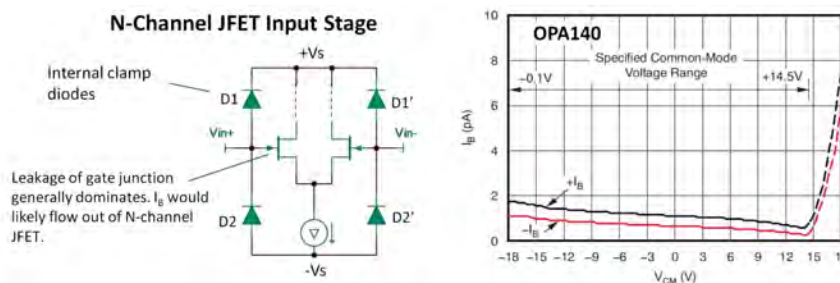 N-Channel JFET Input Stage
+Vs
Internal clamp
diodes
D1
D1'
Vin+
Vin-
Leakage of gate junction
generally dominates. IB would
likely flow out of N-channel
JFET.
D2
D2'
-Vs
OPA140
Specified Common-Mode
Voltage Range
−0.1V
+14.5V
IB (pA)
10
8
6
4
2
0
+IB
−IB
−18 −15 −12 −9 −6 −3 0 3 6 9 12 15 18
VCM (V)